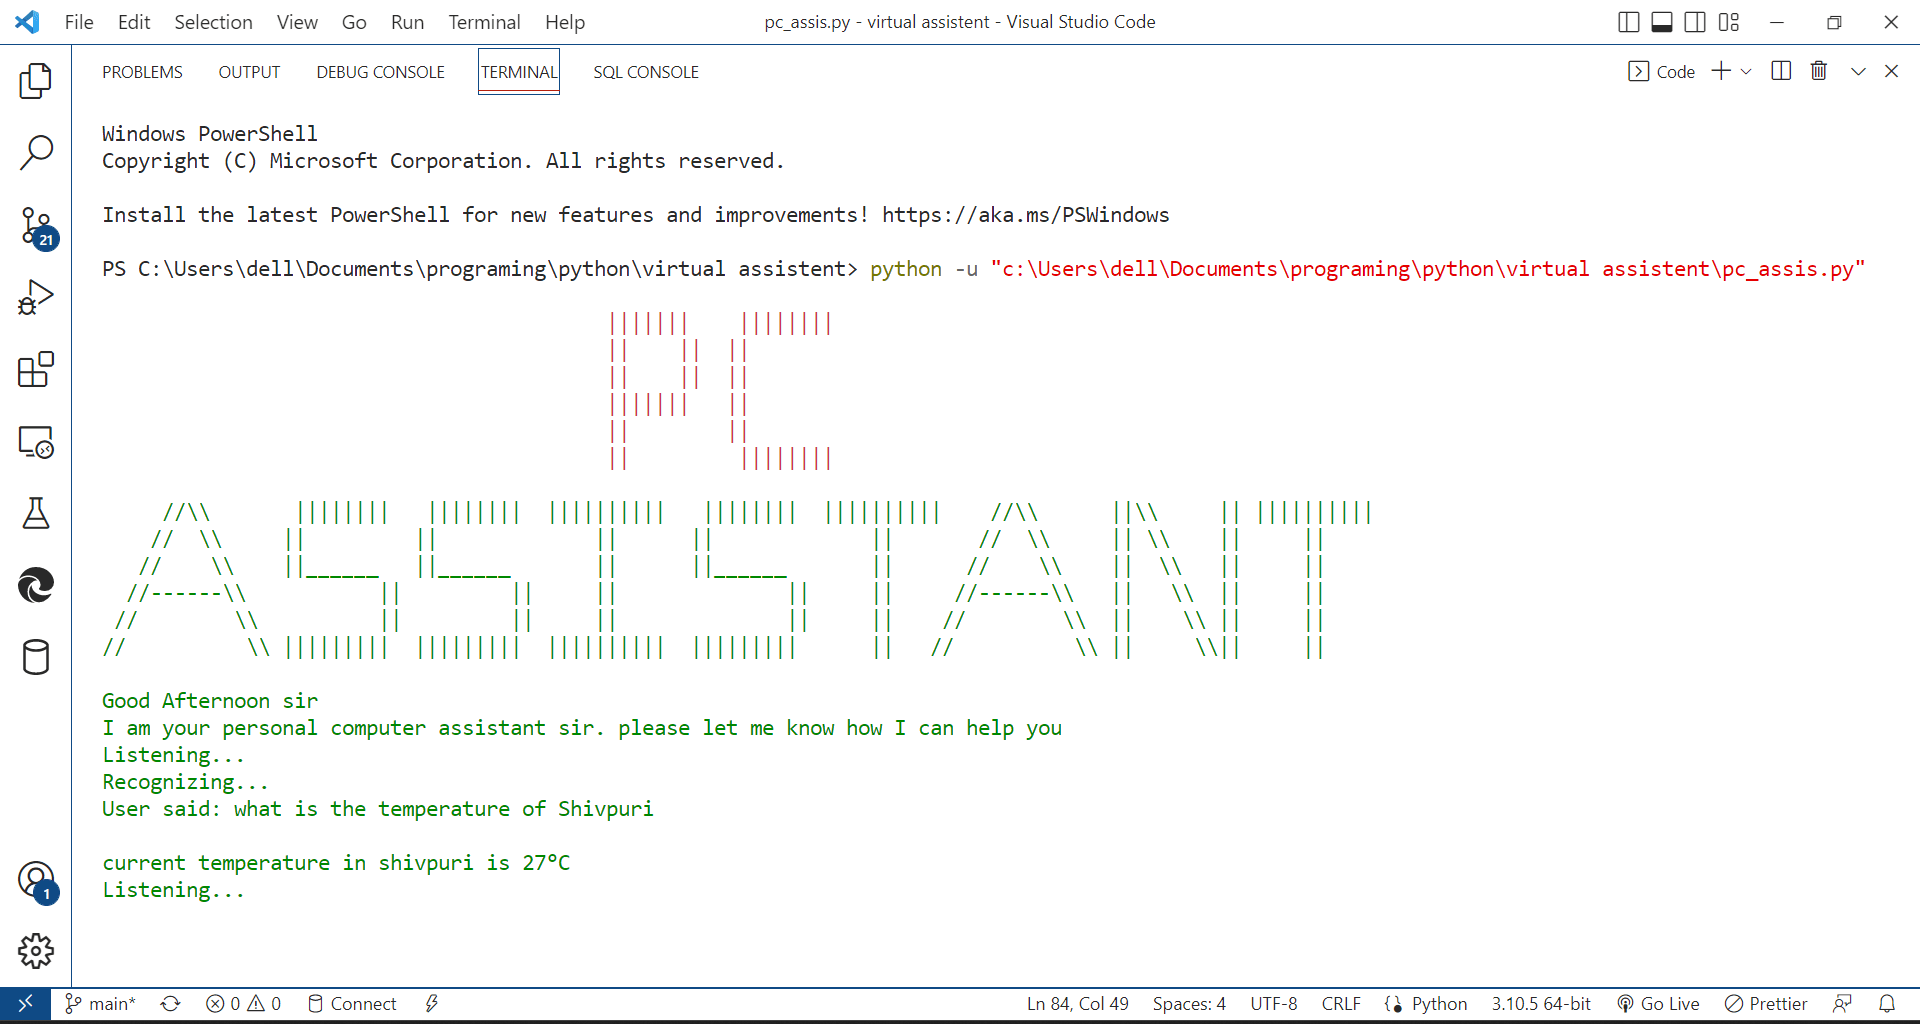 File Edit Selection View Go Run Terminal Help pc_assis.py - virtual assistent - Visual Studio Code
PROBLEMS OUTPUT DEBUG CONSOLE TERMINAL SQL CONSOLE Code
Windows PowerShell
Copyright (C) Microsoft Corporation. All rights reserved.
Install the latest PowerShell for new features and improvements! https://aka.ms/PSWindows
PS C:\Users\dell\Documents\programing\python\virtual assistent> python -u "c:\Users\dell\Documents\programing\python\virtual assistent\pc_assis.py"
PC
ASSISTANT
Good Afternoon sir
I am your personal computer assistant sir. please let me know how I can help you
Listening...
Recognizing...
User said: what is the temperature of Shivpuri
current temperature in shivpuri is 27°C
Listening...
21
1
main* 0 0 Connect Ln 84, Col 49 Spaces: 4 UTF-8 CRLF Python 3.10.5 64-bit Go Live Prettier